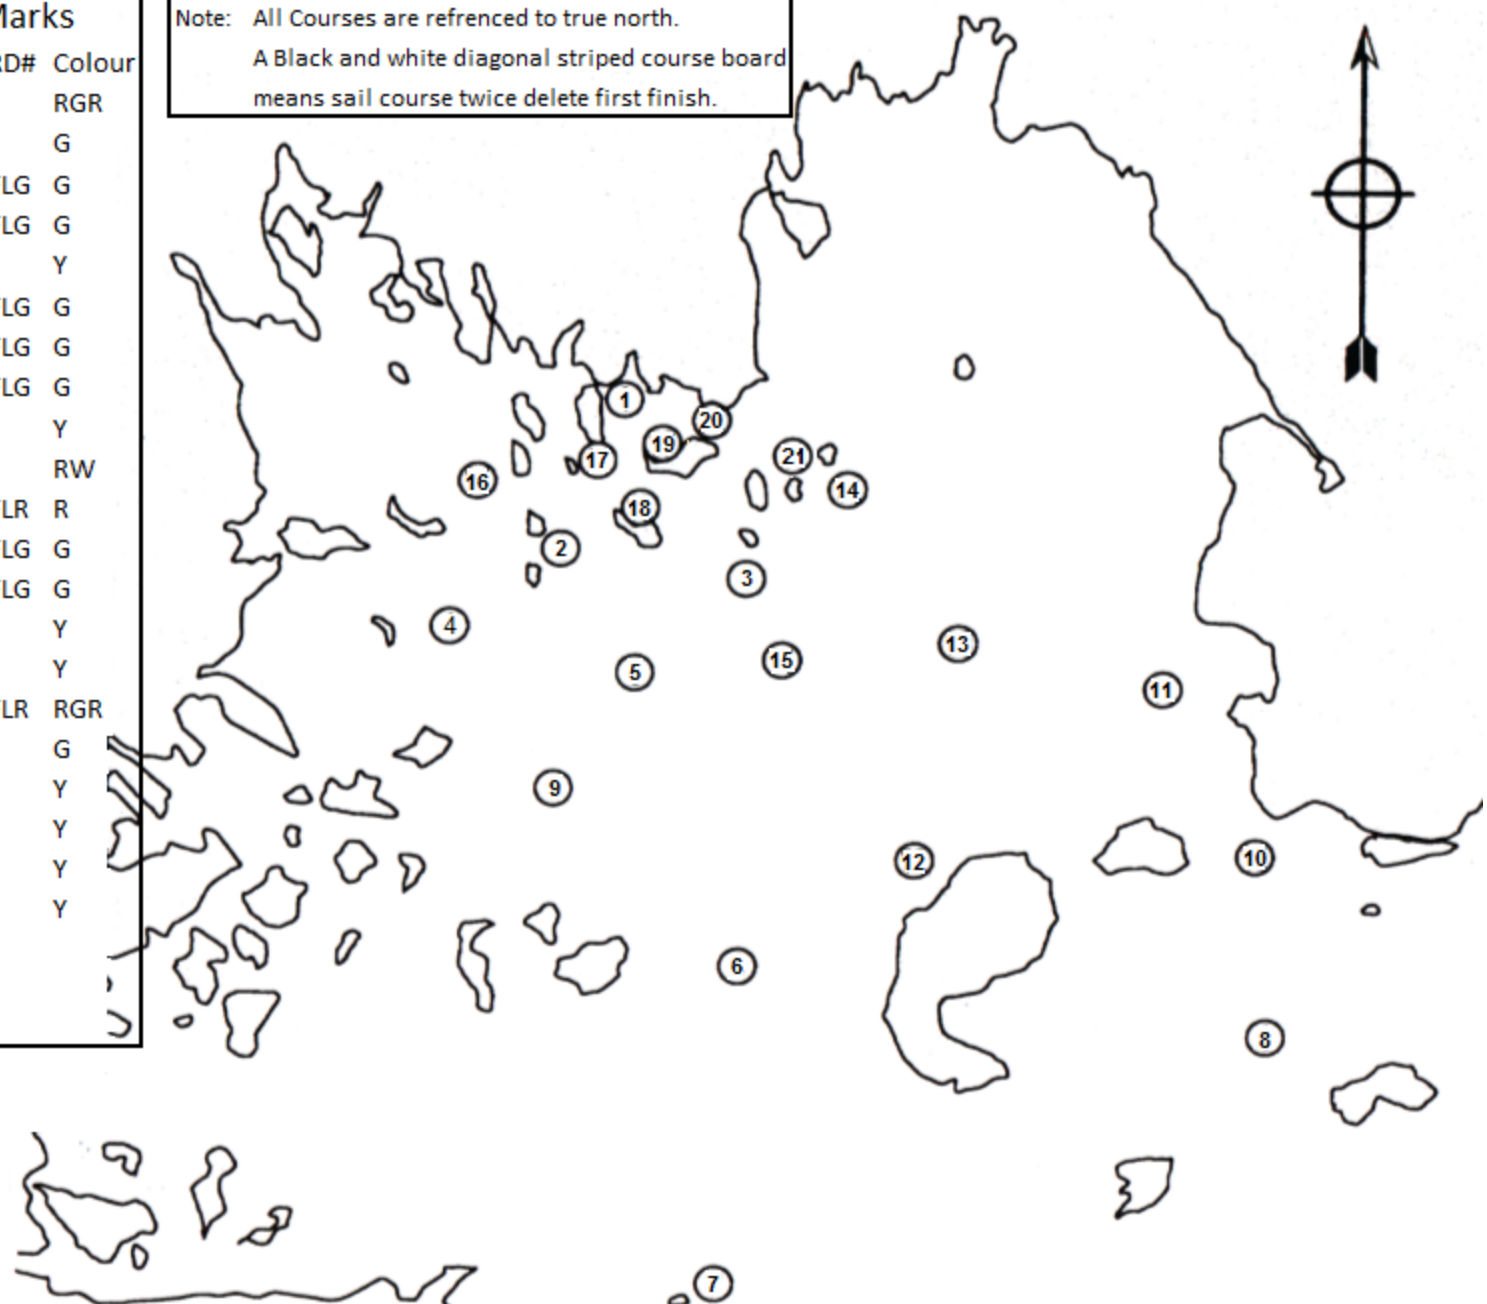 Marks
RD# Colour
RGR
G
LG G
LG G
Y
LG G
LG G
LG G
Y
RW
LR R
LG G
LG G
Y
Y
LR RGR
G
Y
Y
Y
Y
Note: All Courses are refrenced to true north.
A Black and white diagonal striped course board
means sail course twice delete first finish.
1
20
19
17
21
16
14
18
2
3
4
13
15
5
11
9
12
10
6
8
7